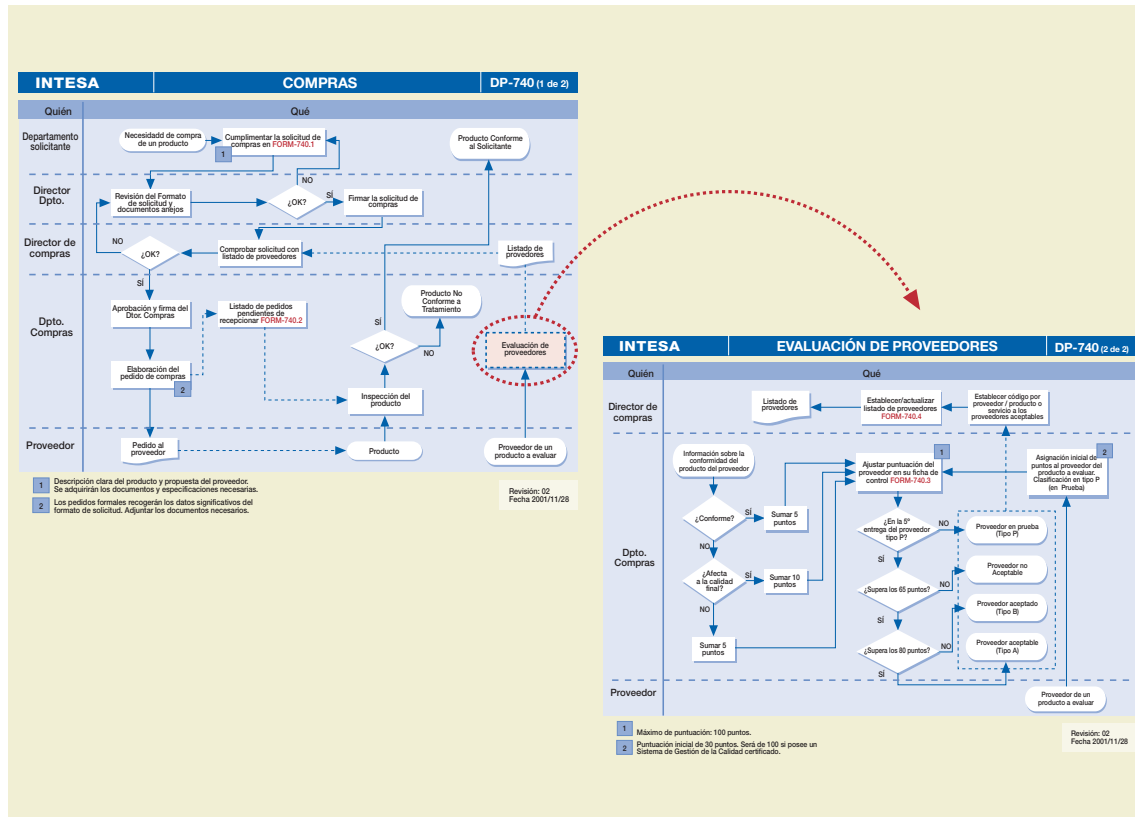 INTESA
COMPRAS
DP-740 (1 de 2)
Quién
Qué
Departamento
solicitante
Necesidadd de compra
de un producto
Cumplimentar la solicitud de
compras en FORM-740.1
1
Producto Conforme
al Solicitante
NO
Director
Dpto.
Revisión del Formato
de solicitud y
documentos anejos
¿OK?
SÍ
Firmar la solicitud de
compras
Director de
compras
NO
¿OK?
Comprobar solicitud con
listado de proveedores
Listado de
provedores
SÍ
Dpto.
Compras
Aprobación y firma del
Dtor. Compras
Listado de pedidos
pendientes de
recepcionar FORM-740.2
Producto No
Conforme a
Tratamiento
SÍ
¿OK?
NO
Evaluación de
proveedores
Elaboración del
pedido de compras
2
Inspección del
producto
Proveedor
Pedido al
proveedor
Producto
Proveedor de un
producto a evaluar
1
Descripción clara del producto y propuesta del proveedor.
Se adquirirán los documentos y especificaciones necesarias.
2
Los pedidos formales recogerán los datos significativos del
formato de solicitud. Adjuntar los documentos necesarios.
Revisión: 02
Fecha 2001/11/28
INTESA
EVALUACIÓN DE PROVEEDORES
DP-740 (2 de 2)
Quién
Qué
Director de
compras
Listado de
provedores
Establecer/actualizar
listado de proveedores
FORM-740.4
Establecer código por
proveedor / producto o
servicio a los
proveedores aceptables
Dpto.
Compras
Información sobre la
conformidad del
producto del proveedor
1
Ajustar puntuación del
proveedor en su ficha de
control FORM-740.3
2
Asignación inicial de
puntos al proveedor del
producto a evaluar.
Clasificación en tipo P
(en Prueba)
¿Conforme?
SÍ
Sumar 5
puntos
NO
¿En la 5ª
entrega del proveedor
tipo P?
NO
Proveedor en prueba
(Tipo P)
SÍ
¿Afecta
a la calidad
final?
SÍ
Sumar 10
puntos
NO
¿Supera los 65 puntos?
NO
Proveedor no
Aceptable
SÍ
Proveedor aceptado
(Tipo B)
Sumar 5
puntos
¿Supera los 80 puntos?
NO
Proveedor aceptable
(Tipo A)
SÍ
Proveedor
Proveedor de un
producto a evaluar
1
Máximo de puntuación: 100 puntos.
2
Puntuación inicial de 30 puntos. Será de 100 si posee un
Sistema de Gestión de la Calidad certificado.
Revisión: 02
Fecha 2001/11/28